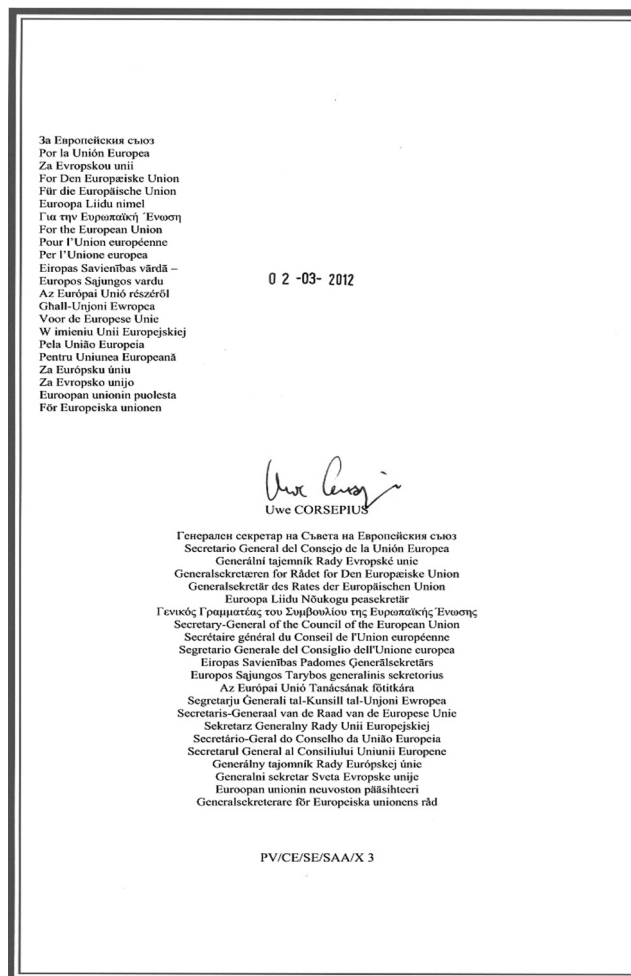 За Европейския съюз
Por la Unión Europea
Za Evropskou unii
For Den Europæiske Union
Für die Europäische Union
Euroopa Liidu nimel
Για την Ευρωπαϊκή Ένωση
For the European Union
Pour l'Union européenne
Per l'Unione europea
Eiropas Savienības vārdā –
Europos Sąjungos vardu
Az Európai Unió részéről
Għall-Unjoni Ewropea
Voor de Europese Unie
W imieniu Unii Europejskiej
Pela União Europeia
Pentru Uniunea Europeană
Za Európsku úniu
Za Evropsko unijo
Euroopan unionin puolesta
För Europeiska unionen
0 2 -03- 2012
Uwe CORSEPIUS
Генерален секретар на Съвета на Европейския съюз
Secretario General del Consejo de la Unión Europea
Generální tajemník Rady Evropské unie
Generalsekretæren for Rådet for Den Europæiske Union
Generalsekretär des Rates der Europäischen Union
Euroopa Liidu Nõukogu peasekretär
Γενικός Γραμματέας του Συμβουλίου της Ευρωπαϊκής Ένωσης
Secretary-General of the Council of the European Union
Secrétaire général du Conseil de l'Union européenne
Segretario Generale del Consiglio dell'Unione europea
Eiropas Savienības Padomes Ģenerālsekretārs
Europos Sąjungos Tarybos generalinis sekretorius
Az Európai Unió Tanácsának főtitkára
Segretarju Ġenerali tal-Kunsill tal-Unjoni Ewropea
Secretaris-Generaal van de Raad van de Europese Unie
Sekretarz Generalny Rady Unii Europejskiej
Secretário-Geral do Conselho da União Europeia
Secretarul General al Consiliului Uniunii Europene
Generálny tajomník Rady Európskej únie
Generalni sekretar Sveta Evropske unije
Euroopan unionin neuvoston pääsihteeri
Generalsekreterare för Europeiska unionens råd
PV/CE/SE/SAA/X 3